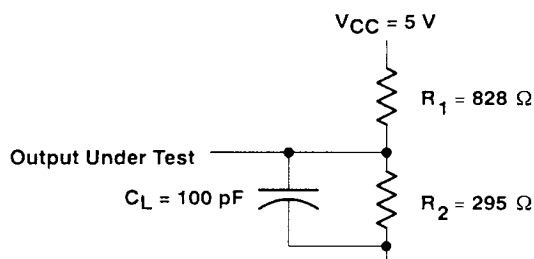 VCC = 5 V
R1 = 828 Ω
Output Under Test
CL = 100 pF
R2 = 295 Ω